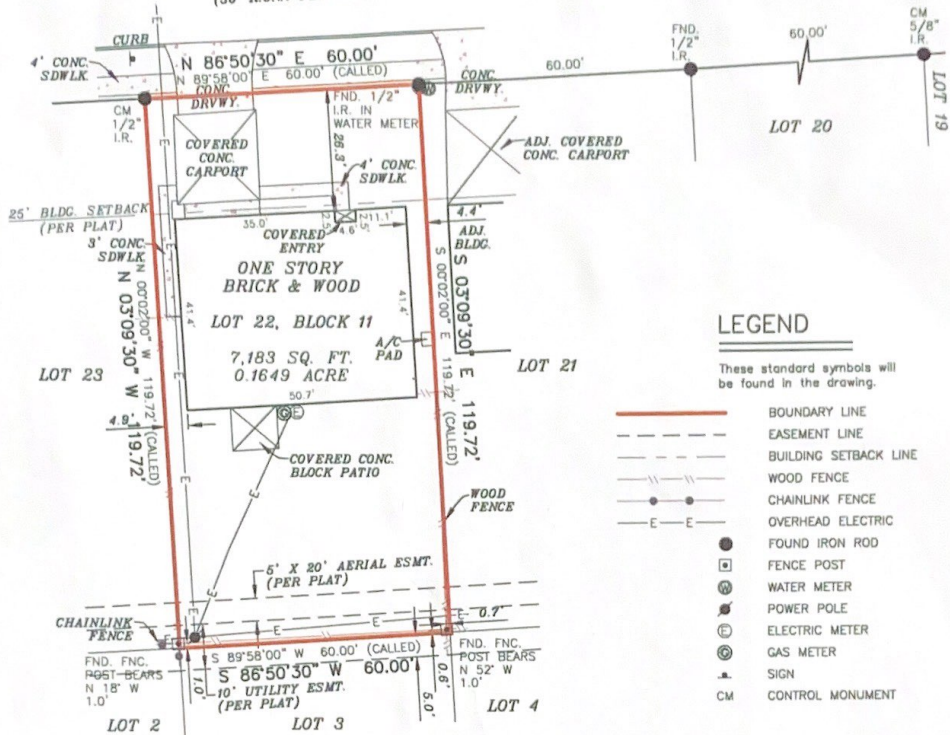 CURB
4' CONC.
SDWLK.
N 86°50'30" E 60.00'
N 89°58'00" E 60.00' (CALLED)
CONC.
DRVWY.
FND.
1/2"
I.R.
60.00'
60.00'
CM
5/8"
I.R.
LOT 19
LOT 20
CONC.
DRVWY.
W
CM
1/2"
I.R.
FND. 1/2"
I.R. IN
WATER METER
COVERED
CONC.
CARPORT
26.3'
4' CONC.
SDWLK.
ADJ. COVERED
CONC. CARPORT
25' BLDG. SETBACK
(PER PLAT)
3' CONC.
SDWLK.
35.0'
2.5'
4.6'
2.5'
11.1'
4.4'
ADJ.
BLDG.
COVERED
ENTRY
ONE STORY
BRICK & WOOD
LOT 22, BLOCK 11
7,183 SQ. FT.
0.1649 ACRE
41.4'
41.4'
50.7'
A/C
PAD
N 00°02'00" W 119.72' (CALLED)
N 03°09'30" W 119.72'
S 00°02'00" E 119.72' (CALLED)
S 03°09'30" E 119.72'
LOT 23
LOT 21
4.9'
G E
COVERED CONC.
BLOCK PATIO
WOOD
FENCE
5' X 20' AERIAL ESMT.
(PER PLAT)
CHAINLINK
FENCE
0.7'
FND. FNC.
POST BEARS
N 18° W
1.0'
S 89°58'00" W 60.00' (CALLED)
S 86°50'30" W 60.00'
1.0'
10' UTILITY ESMT.
(PER PLAT)
5.0'
0.6'
FND. FNC.
POST BEARS
N 52° W
1.0'
LOT 2
LOT 3
LOT 4
LEGEND
These standard symbols will
be found in the drawing.
BOUNDARY LINE
EASEMENT LINE
BUILDING SETBACK LINE
WOOD FENCE
CHAINLINK FENCE
E E OVERHEAD ELECTRIC
FOUND IRON ROD
FENCE POST
W WATER METER
POWER POLE
E ELECTRIC METER
G GAS METER
SIGN
CM CONTROL MONUMENT